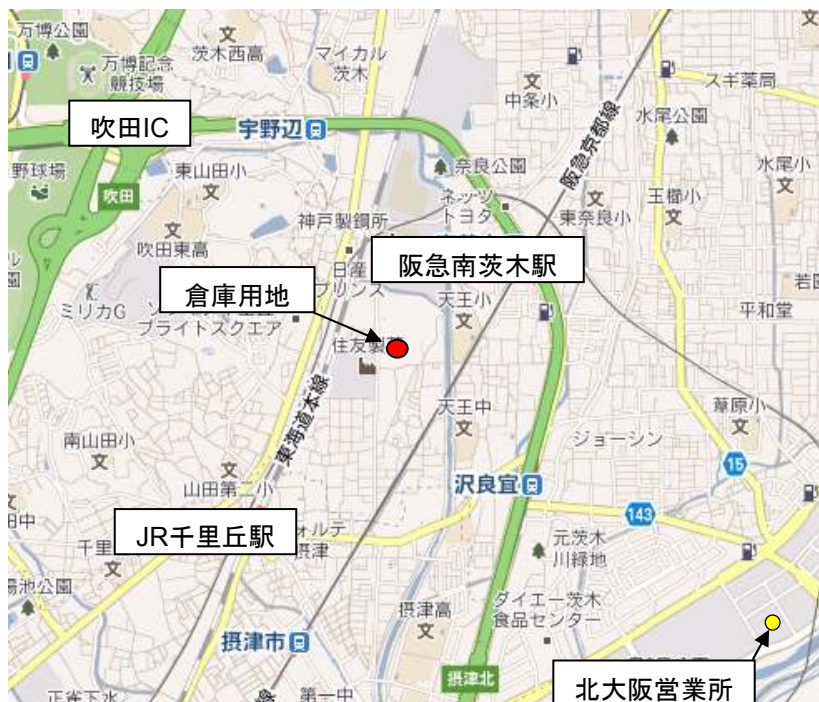 万博公園
茨木西高
マイカル
茨木
万博記念
競技場
中条小
スギ薬局
吹田IC
宇野辺
水尾公園
阪急京都線
野球場
東山田小
奈良公園
水尾小
吹田
ネッツ
トヨタ
東奈良小
玉櫛小
神戸製鋼所
吹田東高
阪急南茨木駅
日産
プリンス
倉庫用地
天王小
平和堂
ミリカG
ブライトスクエア
東海道本線
天王中
葦原小
南山田小
ジョーシン
15
山田第二小
沢良宜
143
JR千里丘駅
フォルテ
摂津
元茨木
川緑地
摂津高
ダイエー茨木
食品センター
摂津市
摂津北
北大阪営業所
正雀下水
第一中